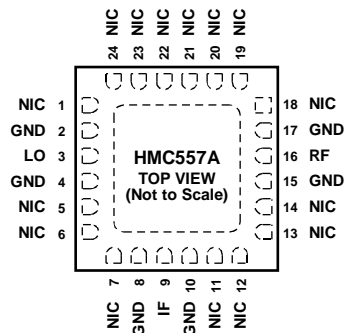 NIC NIC NIC NIC NIC NIC
24 23 22 21 20 19
NIC 1
GND 2
LO 3
GND 4
NIC 5
NIC 6
HMC557A
TOP VIEW
(Not to Scale)
18 NIC
17 GND
16 RF
15 GND
14 NIC
13 NIC
7 8 9 10 11 12
NIC GND IF GND NIC NIC